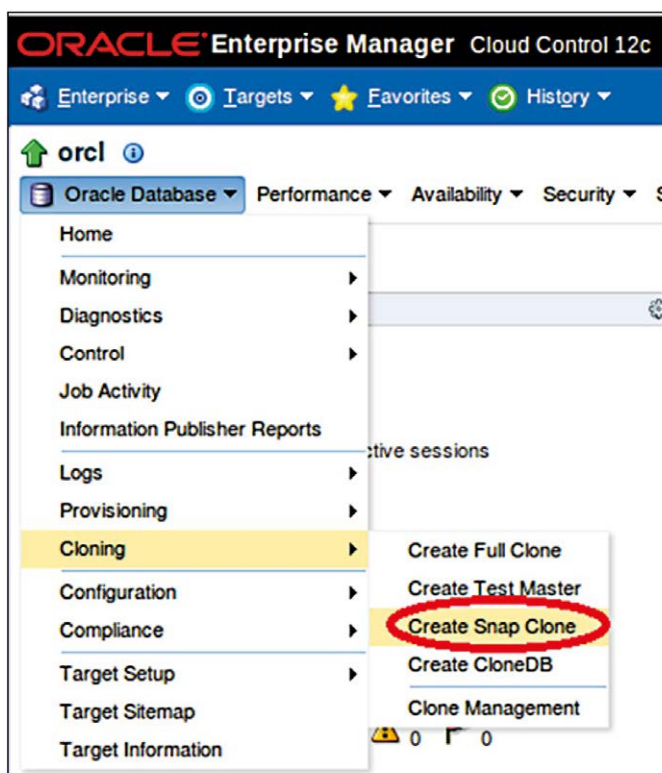 ORACLE Enterprise Manager Cloud Control 12c
Enterprise Targets Favorites History
orcl
Oracle Database Performance Availability Security S
Home
Monitoring
Diagnostics
Control
Job Activity
Information Publisher Reports
ctive sessions
Logs
Provisioning
Cloning
Create Full Clone
Configuration
Create Test Master
Compliance
Create Snap Clone
Target Setup
Create CloneDB
Target Sitemap
Clone Management
Target Information
0 0